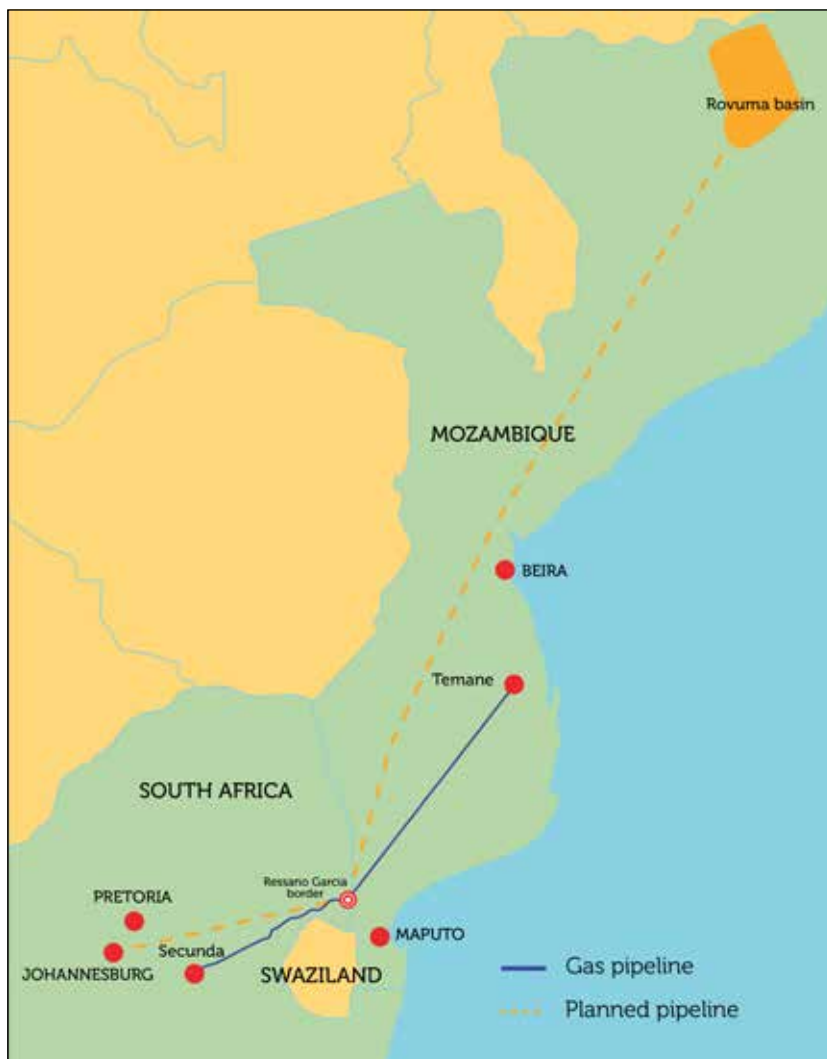 Rovuma basin
MOZAMBIQUE
BEIRA
Temane
SOUTH AFRICA
Ressano Garcia
border
PRETORIA
Secunda
MAPUTO
JOHANNESBURG
SWAZILAND
Gas pipeline
Planned pipeline